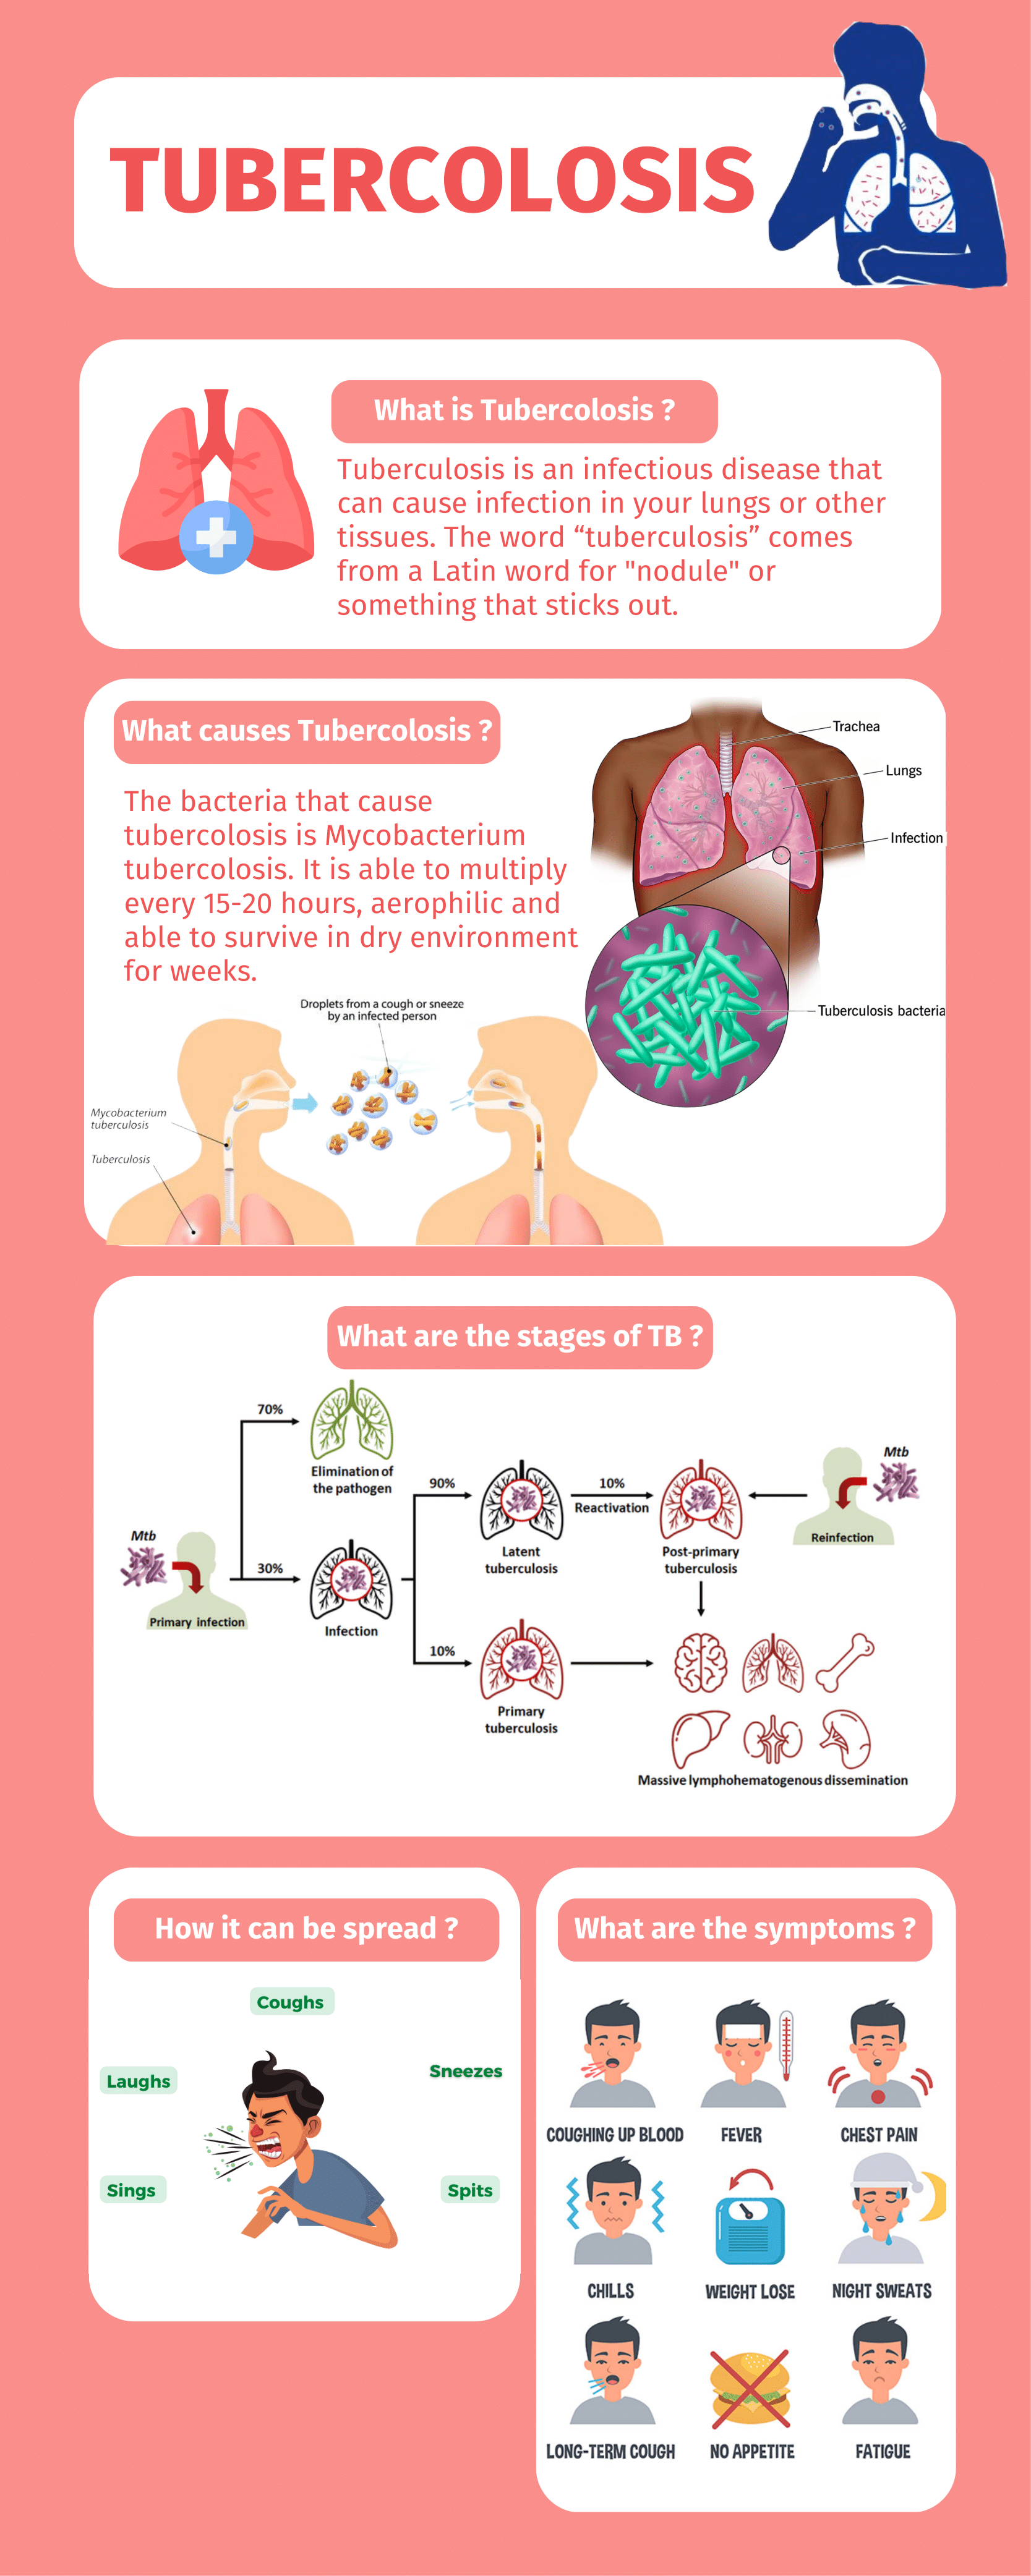 TUBERCOLOSIS
What is Tubercolosis ?
Tuberculosis is an infectious disease that
can cause infection in your lungs or other
tissues. The word “tuberculosis” comes
from a Latin word for "nodule" or
something that sticks out.
What causes Tubercolosis ?
The bacteria that cause
tubercolosis is Mycobacterium
tubercolosis. It is able to multiply
every 15-20 hours, aerophilic and
able to survive in dry environment
for weeks.
Trachea
Lungs
Infection
Tuberculosis bacteria
Droplets from a cough or sneeze
by an infected person
Mycobacterium
tuberculosis
Tuberculosis
What are the stages of TB ?
70%
Elimination of
the pathogen
Mtb
Primary infection
30%
Infection
90%
Latent
tuberculosis
10%
Reactivation
Post-primary
tuberculosis
Mtb
Reinfection
10%
Primary
tuberculosis
Massive lymphohematogenous dissemination
How it can be spread ?
Coughs
Laughs
Sneezes
Sings
Spits
What are the symptoms ?
COUGHING UP BLOOD
FEVER
CHEST PAIN
CHILLS
WEIGHT LOSE
NIGHT SWEATS
LONG-TERM COUGH
NO APPETITE
FATIGUE